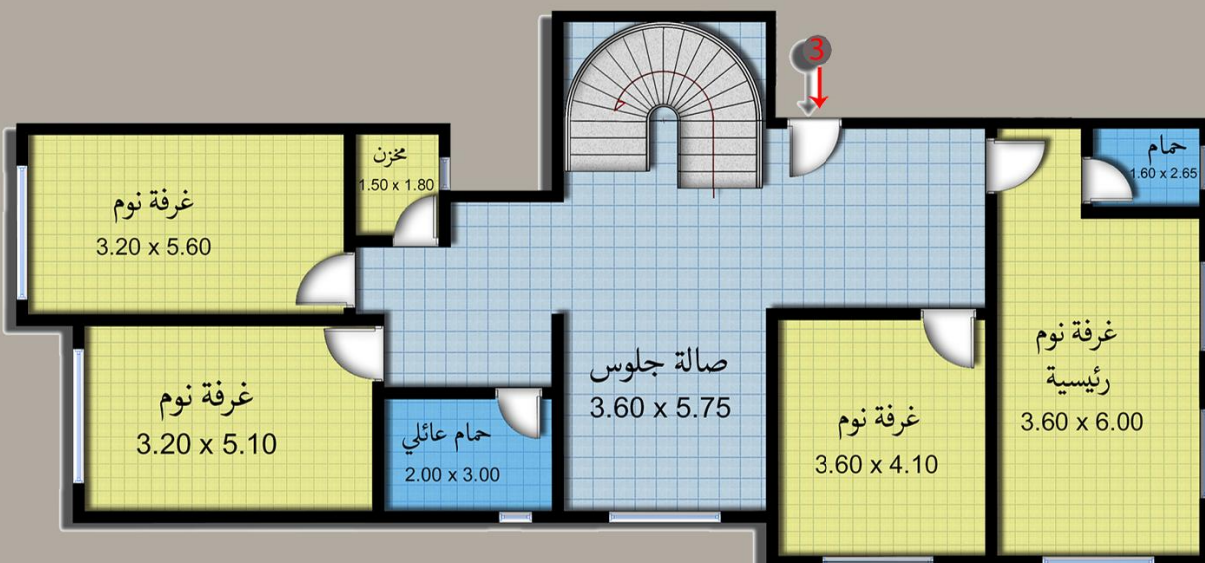 3
مخزن
1.50 x 1.80
حمام
1.60 x 2.65
غرفة نوم
3.20 x 5.60
غرفة نوم
رئيسية
3.60 x 6.00
صالة جلوس
3.60 x 5.75
غرفة نوم
3.20 x 5.10
غرفة نوم
3.60 x 4.10
حمام عائلي
2.00 x 3.00